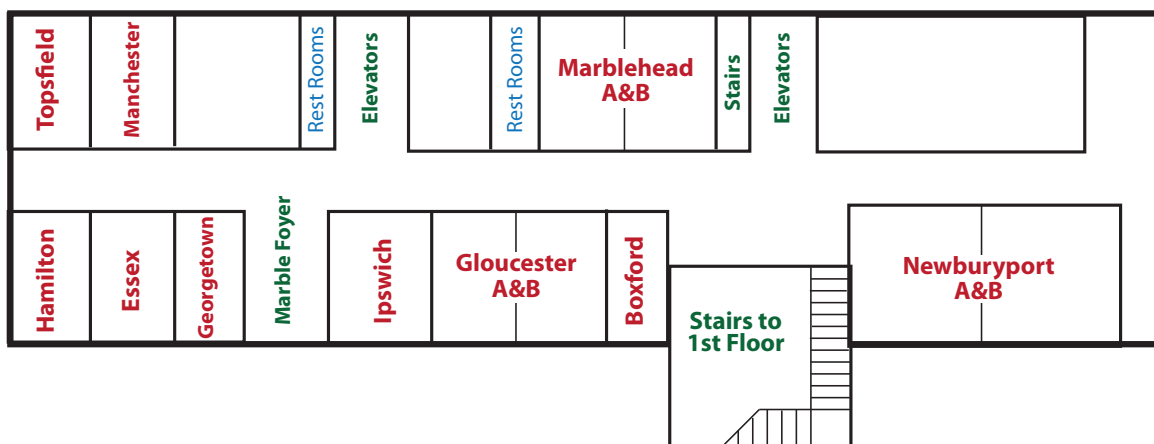 Topsfield
Manchester
Rest Rooms
Elevators
Rest Rooms
Marblehead
A&B
Stairs
Elevators
Hamilton
Essex
Georgetown
Marble Foyer
Ipswich
Gloucester
A&B
Boxford
Stairs to
1st Floor
Newburyport
A&B